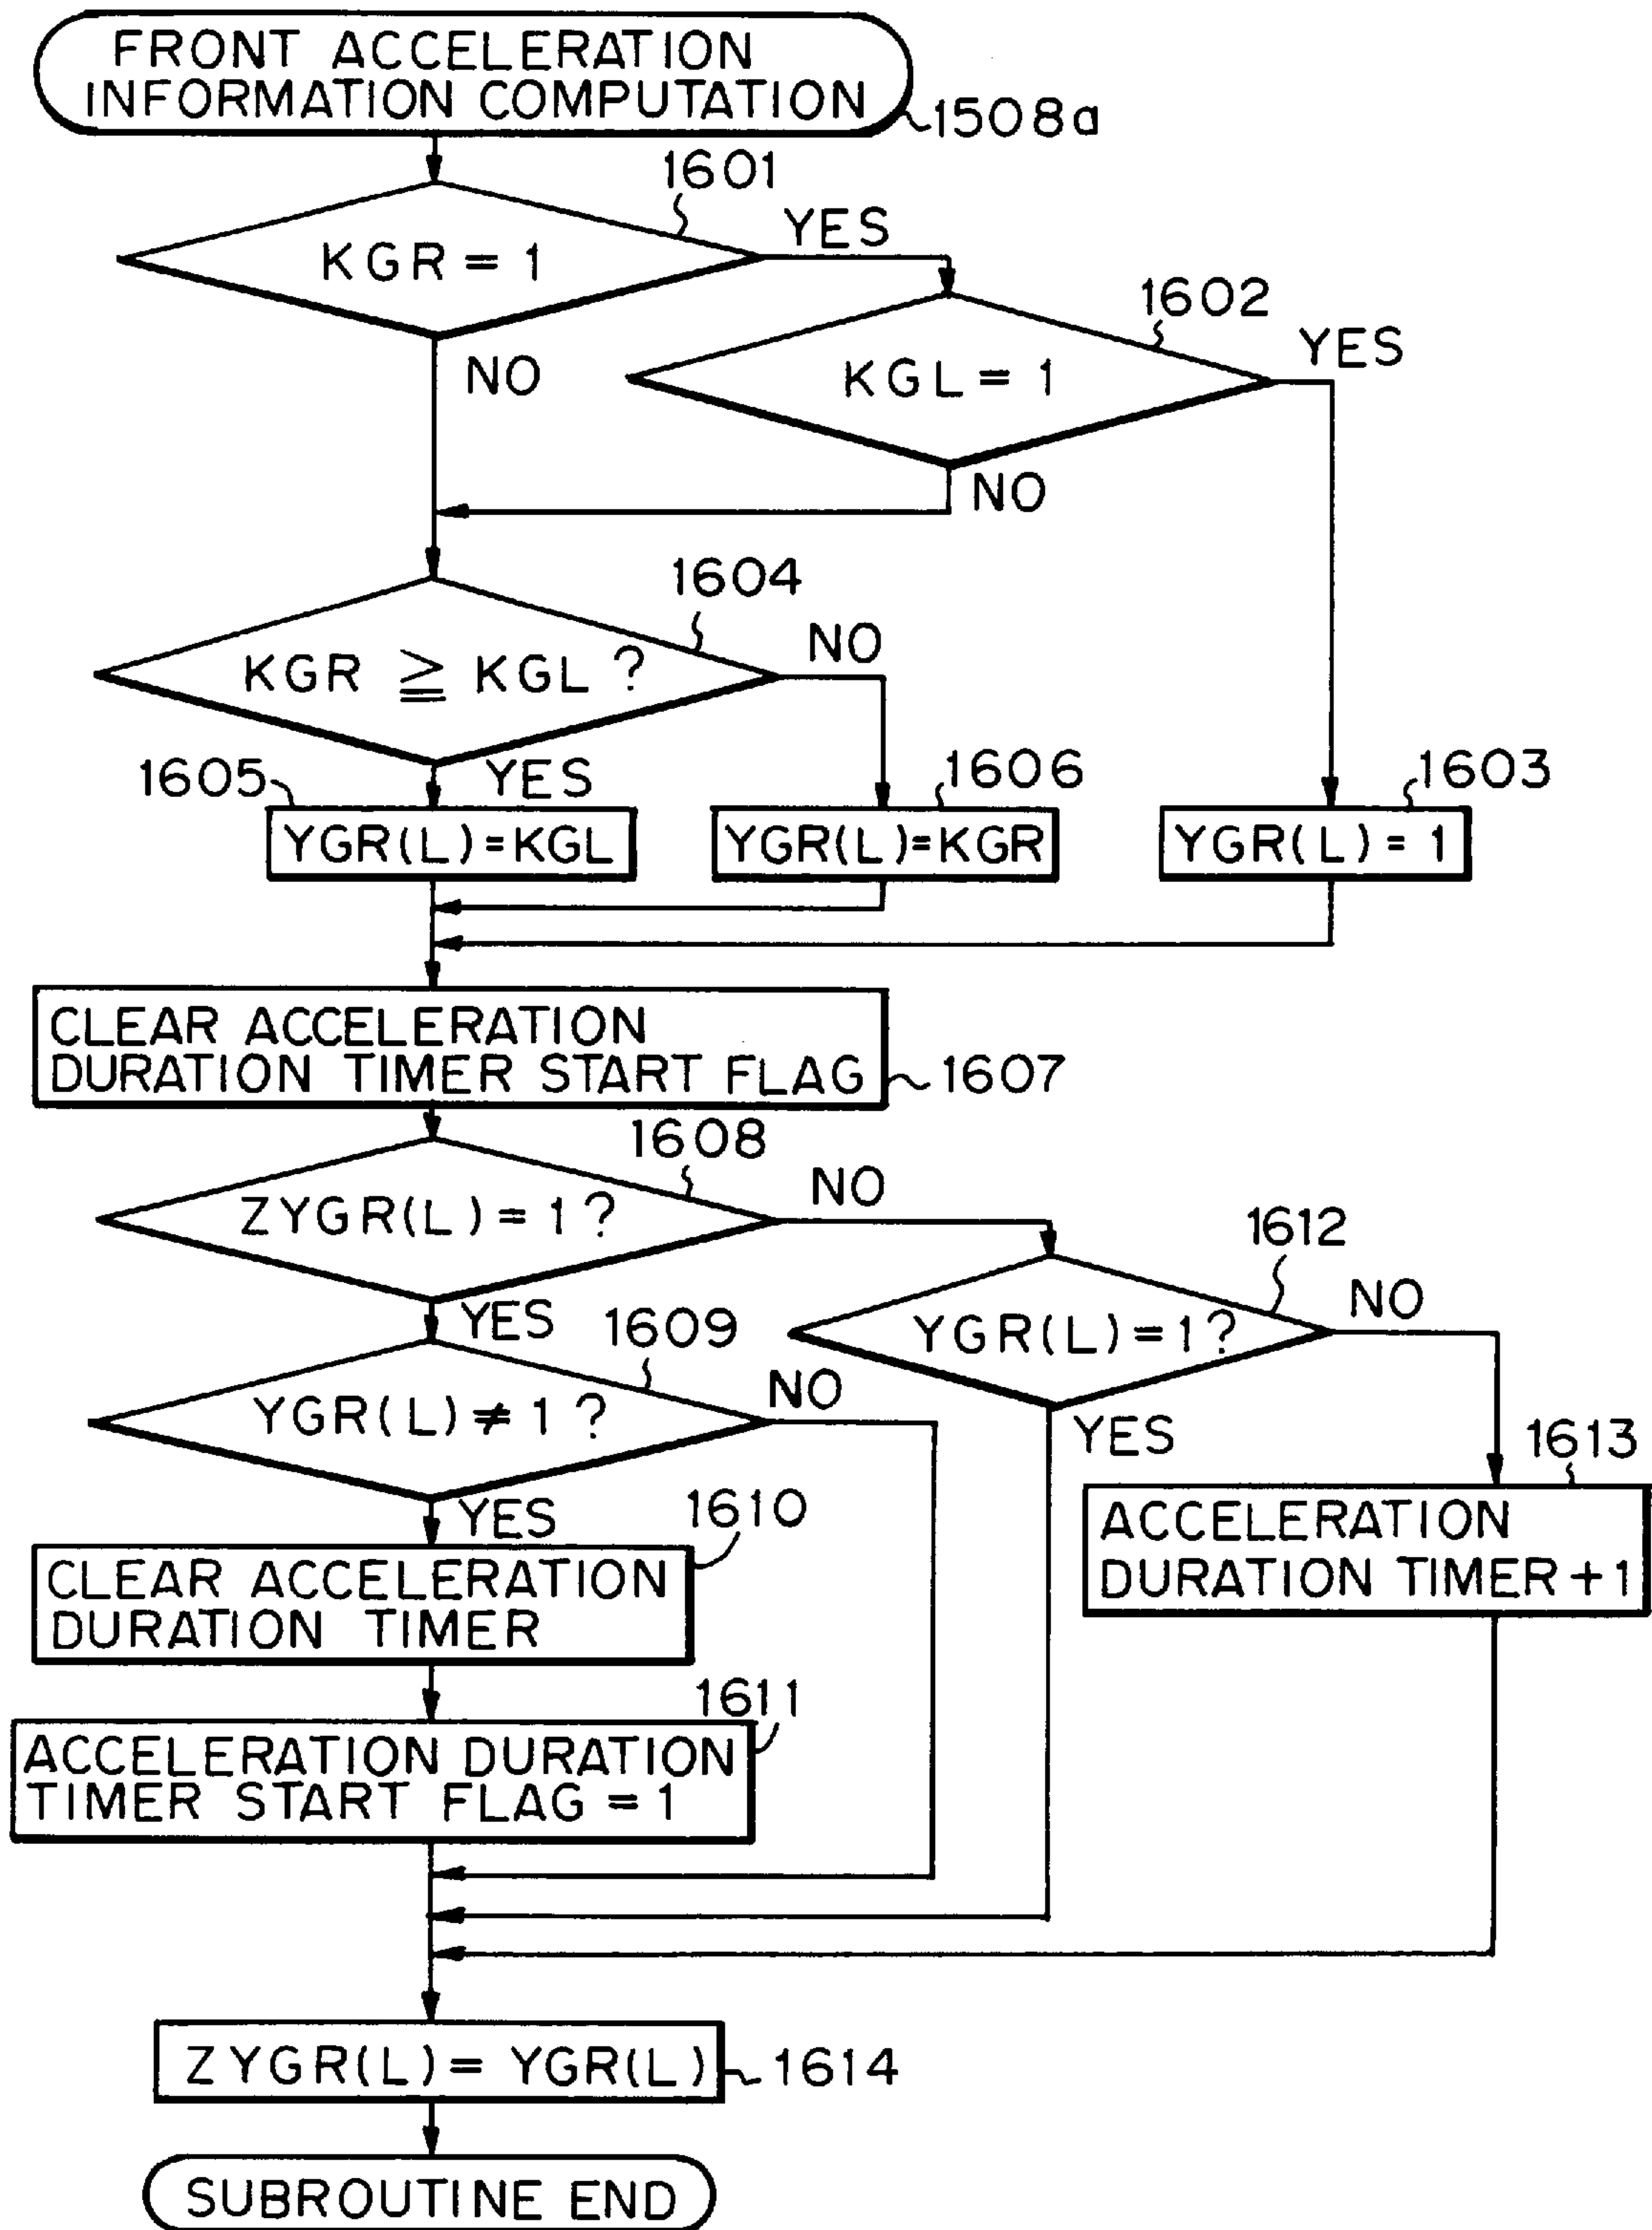 FRONT ACCELERATION
INFORMATION COMPUTATION
1508a
1601
KGR = 1
YES
NO
1602
KGL = 1
YES
NO
1604
KGR ≧ KGL ?
NO
YES
1605
YGR(L)=KGL
1606
YGR(L)=KGR
1603
YGR(L) = 1
CLEAR ACCELERATION
DURATION TIMER START FLAG
1607
1608
ZYGR(L) = 1 ?
NO
YES
1612
YGR(L) = 1 ?
NO
YES
1609
YGR(L) ≠ 1 ?
NO
YES
1613
ACCELERATION
DURATION TIMER +1
1610
CLEAR ACCELERATION
DURATION TIMER
1611
ACCELERATION DURATION
TIMER START FLAG = 1
ZYGR(L) = YGR(L)
1614
SUBROUTINE END